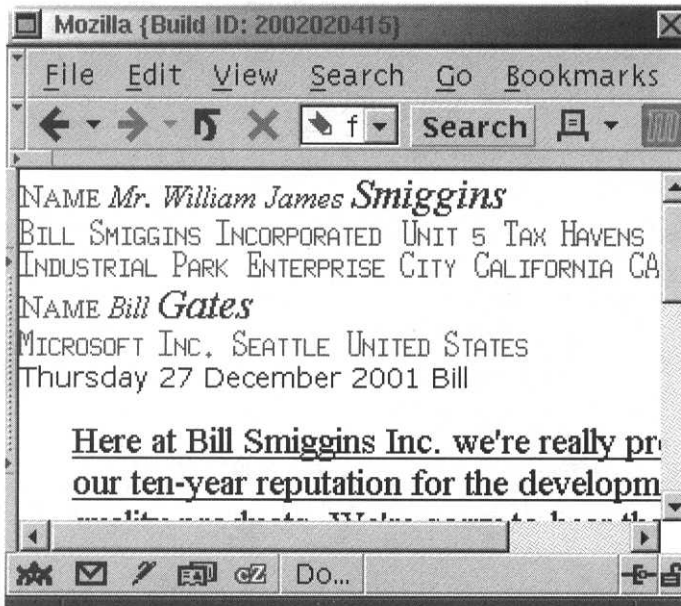 Mozilla {Build ID: 2002020415}
File Edit View Search Go Bookmarks
f Search
NAME Mr. William James Smiggins
BILL SMIGGINS INCORPORATED UNIT 5 TAX HAVENS
INDUSTRIAL PARK ENTERPRISE CITY CALIFORNIA CA
NAME Bill Gates
MICROSOFT INC. SEATTLE UNITED STATES
Thursday 27 December 2001 Bill
Here at Bill Smiggins Inc. we're really pr
our ten-year reputation for the developm
cZ Do...